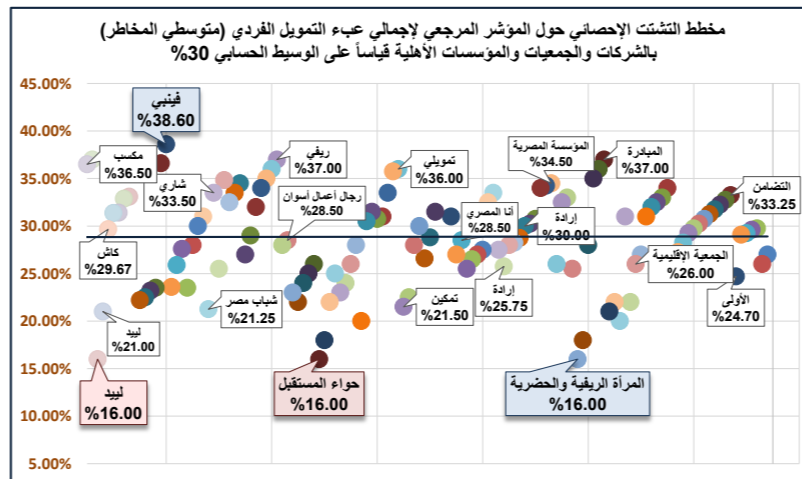 مخطط التشتت الإحصائي حول المؤشر المرجعي لإجمالي عبء التمويل الفردي (متوسطي المخاطر)
بالشركات والجمعيات والمؤسسات الأهلية قياساً على الوسيط الحسابي 30%
45.00%
40.00%
35.00%
30.00%
25.00%
20.00%
15.00%
10.00%
5.00%
فينبي
%38.60
مكسب
%36.50
شاري
%33.50
ريفي
%37.00
رجال أعمال أسوان
%28.50
كاش
%29.67
لييد
%21.00
لييد
%16.00
شباب مصر
%21.25
حواء المستقبل
%16.00
تمويلي
%36.00
أنا المصري
%28.50
تمكين
%21.50
المؤسسة المصرية
%34.50
إرادة
%30.00
إرادة
%25.75
المبادرة
%37.00
الجمعية الاقليمية
%26.00
المرأة الريفية والحضرية
%16.00
التضامن
%33.25
الأولى
%24.70